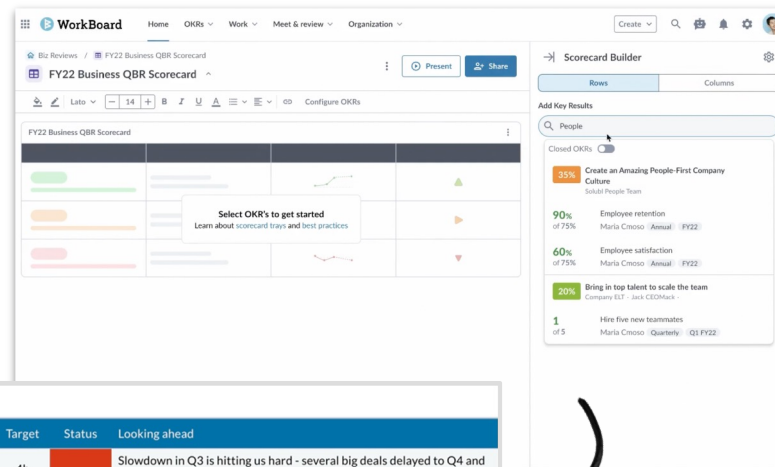 WorkBoard
Home OKRs Work Meet & review Organization
Create
Biz Reviews / FY22 Business QBR Scorecard
FY22 Business QBR Scorecard
Present
Share
Lato - 14 + B I U A Configure OKRs
FY22 Business QBR Scorecard
Select OKR's to get started
Learn about scorecard trays and best practices
Scorecard Builder
Rows Columns
Add Key Results
People
Closed OKRs
35% Create an Amazing People-First Company
Culture
Solubl People Team
90% Employee retention
of 75% Maria Cmoso Annual FY22
60% Employee satisfaction
of 75% Maria Cmoso Annual FY22
20% Bring in top talent to scale the team
Company ELT - Jack CEOMack -
1 Hire five new teammates
of 5 Maria Cmoso Quarterly Q1 FY22
Target Status Looking ahead
Slowdown in Q3 is hitting us hard - several big deals delayed to Q4 and